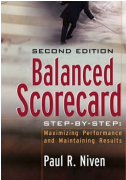 SECOND EDITION
Balanced
Scorecard
STEP-BY-STEP:
Maximizing Performance
and Maintaining Results
Paul R. Niven